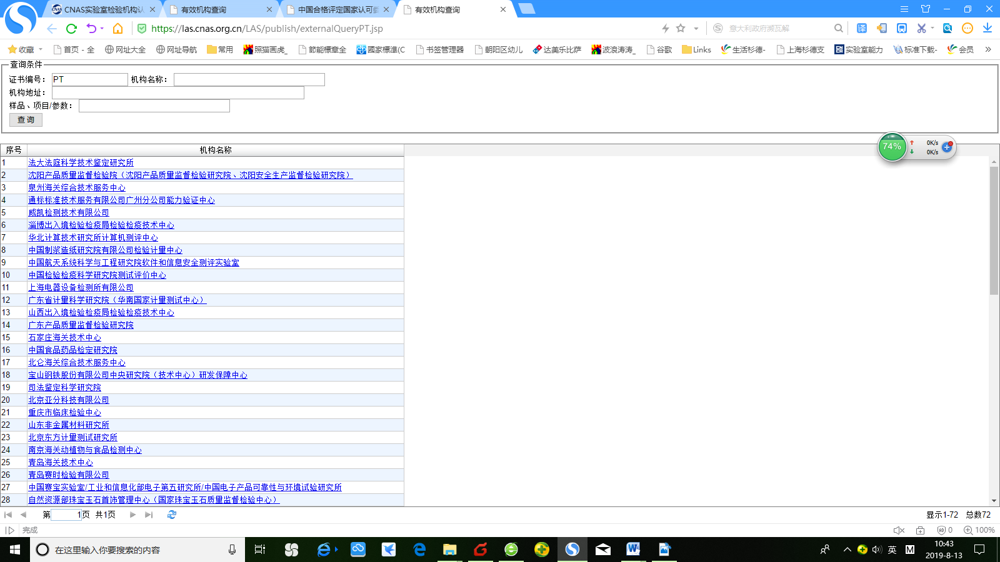 CNAS实验室检验机构认
有效机构查询
中国合格评定国家认可委
有效机构查询
https://las.cnas.org.cn/LAS/publish/externalQueryPT.jsp
意大利政府濒瓦解
收藏
首页 - 全
网址大全
网址导航
常用
照猫画虎_
節能標章全
國家標準(C
书签管理器
朝阳区幼儿
达美乐比萨
波浪涛涛_
谷歌
Links
生活杉德-
上海杉德支
实验室能力
标准下载-
会员
查询条件
证书编号： PT 机构名称：
机构地址：
样品、项目/参数：
查 询
74%
0K/s
0K/s
序号 机构名称
1 法大法庭科学技术鉴定研究所
2 沈阳产品质量监督检验院（沈阳产品质量监督检验研究院、沈阳安全生产监督检验研究院）
3 泉州海关综合技术服务中心
4 通标标准技术服务有限公司广州分公司能力验证中心
5 威凯检测技术有限公司
6 淄博出入境检验检疫局检验检疫技术中心
7 华北计算技术研究所计算机测评中心
8 中国制浆造纸研究院有限公司检验计量中心
9 中国航天系统科学与工程研究院软件和信息安全测评实验室
10 中国检验检疫科学研究院测试评价中心
11 上海电器设备检测所有限公司
12 广东省计量科学研究院（华南国家计量测试中心）
13 山西出入境检验检疫局检验检疫技术中心
14 广东产品质量监督检验研究院
15 石家庄海关技术中心
16 中国食品药品检定研究院
17 北仑海关综合技术服务中心
18 宝山钢铁股份有限公司中央研究院（技术中心）研发保障中心
19 司法鉴定科学研究院
20 北京亚分科技有限公司
21 重庆市临床检验中心
22 山东非金属材料研究所
23 北京东方计量测试研究所
24 南京海关动植物与食品检测中心
25 青岛海关技术中心
26 青岛赛时检验有限公司
27 中国赛宝实验室/工业和信息化部电子第五研究所/中国电子产品可靠性与环境试验研究所
28 自然资源部珠宝玉石首饰管理中心（国家珠宝玉石质量监督检验中心）
第 1页 共1页
显示1-72 总数72
完成
0
100%
在这里输入你要搜索的内容
英
M
10:43
2019-8-13